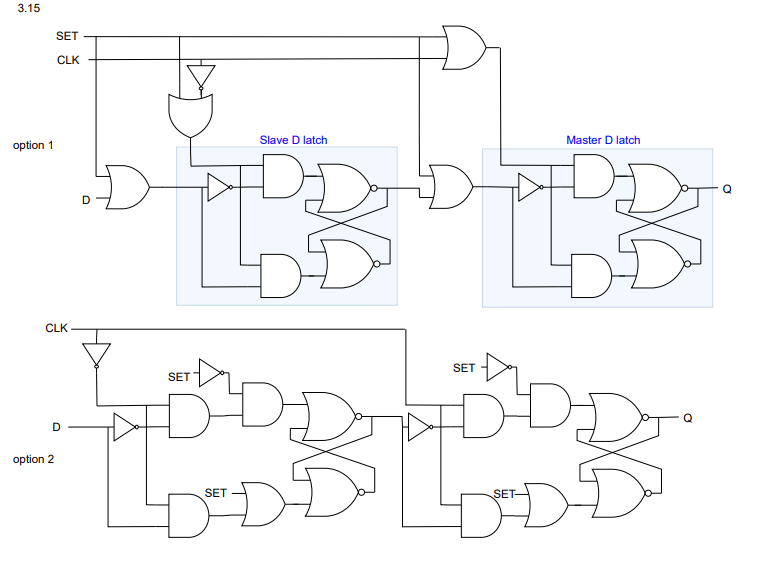 3.15
SET
CLK
option 1
Slave D latch
Master D latch
D
Q
CLK
SET
SET
D
Q
option 2
SET
SET